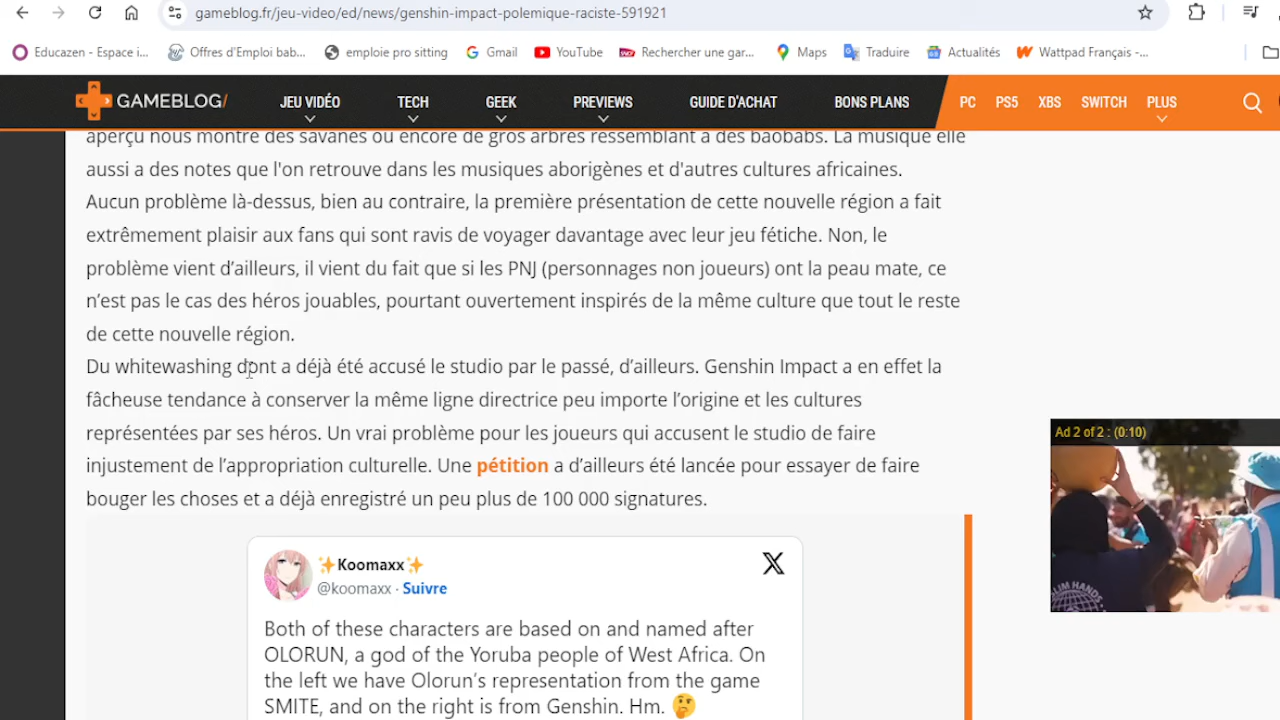 gameblog.fr/jeu-video/ed/news/genshin-impact-polemique-raciste-591921
Educazen - Espace i... Offres d'Emploi bab... emploie pro sitting Gmail YouTube Rechercher une gar... Maps Traduire Actualités Wattpad Français -...
GAMEBLOG/ JEU VIDÉO TECH GEEK PREVIEWS GUIDE D'ACHAT BONS PLANS PC PS5 XBS SWITCH PLUS
aperçu nous montre des savanes ou encore de gros arbres ressemblant à des baobabs. La musique elle
aussi a des notes que l'on retrouve dans les musiques aborigènes et d'autres cultures africaines.
Aucun problème là-dessus, bien au contraire, la première présentation de cette nouvelle région a fait
extrêmement plaisir aux fans qui sont ravis de voyager davantage avec leur jeu fétiche. Non, le
problème vient d’ailleurs, il vient du fait que si les PNJ (personnages non joueurs) ont la peau mate, ce
n’est pas le cas des héros jouables, pourtant ouvertement inspirés de la même culture que tout le reste
de cette nouvelle région.
Du whitewashing dont a déjà été accusé le studio par le passé, d’ailleurs. Genshin Impact a en effet la
fâcheuse tendance à conserver la même ligne directrice peu importe l’origine et les cultures
représentées par ses héros. Un vrai problème pour les joueurs qui accusent le studio de faire
injustement de l’appropriation culturelle. Une pétition a d’ailleurs été lancée pour essayer de faire
bouger les choses et a déjà enregistré un peu plus de 100 000 signatures.
Ad 2 of 2 : (0:10)
✨Koomaxx✨
@koomaxx · Suivre
Both of these characters are based on and named after
OLORUN, a god of the Yoruba people of West Africa. On
the left we have Olorun’s representation from the game
SMITE, and on the right is from Genshin. Hm. 🤔